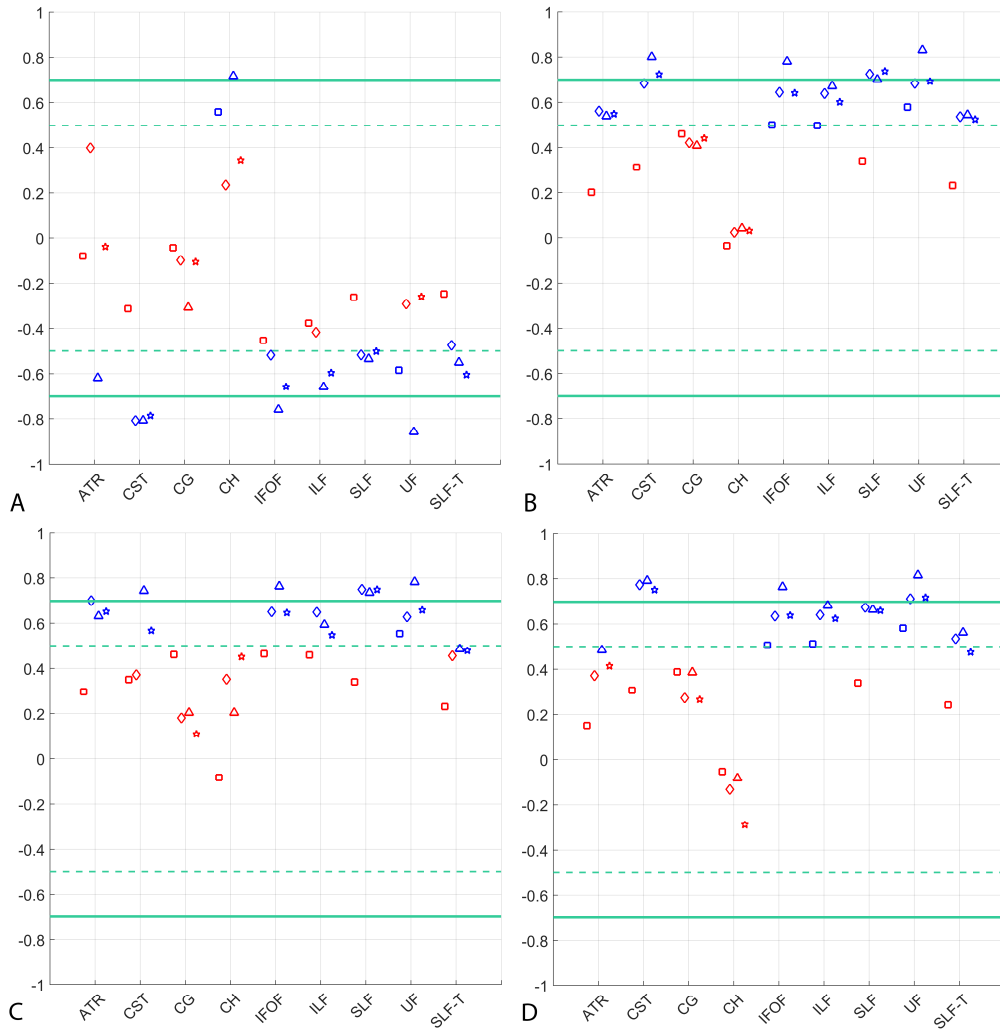 1
0.8
0.6
0.4
0.2
0
-0.2
-0.4
-0.6
-0.8
-1
ATR
CST
CG
CH
IFOF
ILF
SLF
UF
SLF-T
A
1
0.8
0.6
0.4
0.2
0
-0.2
-0.4
-0.6
-0.8
-1
ATR
CST
CG
CH
IFOF
ILF
SLF
UF
SLF-T
B
1
0.8
0.6
0.4
0.2
0
-0.2
-0.4
-0.6
-0.8
-1
ATR
CST
CG
CH
IFOF
ILF
SLF
UF
SLF-T
C
1
0.8
0.6
0.4
0.2
0
-0.2
-0.4
-0.6
-0.8
-1
ATR
CST
CG
CH
IFOF
ILF
SLF
UF
SLF-T
D